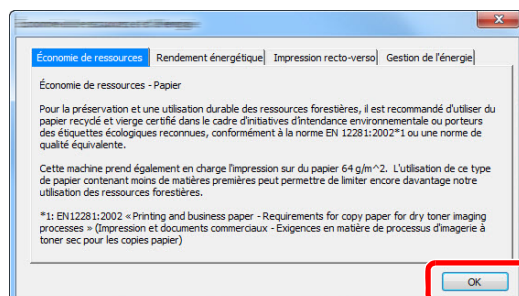 Économie de ressources Rendement énergétique Impression recto-verso Gestion de l'énergie
Économie de ressources - Papier
Pour la préservation et une utilisation durable des ressources forestières, il est recommandé d'utiliser du
papier recyclé et vierge certifié dans le cadre d'initiatives d'intendance environnementale ou porteurs
des étiquettes écologiques reconnues, conformément à la norme EN 12281:2002*1 ou une norme de
qualité équivalente.
Cette machine prend également en charge l'impression sur du papier 64 g/m^2. L'utilisation de ce type
de papier contenant moins de matières premières peut permettre de limiter encore davantage notre
utilisation des ressources forestières.
*1: EN12281:2002 « Printing and business paper - Requirements for copy paper for dry toner imaging
processes » (Impression et documents commerciaux - Exigences en matière de processus d'imagerie à
toner sec pour les copies papier)
OK